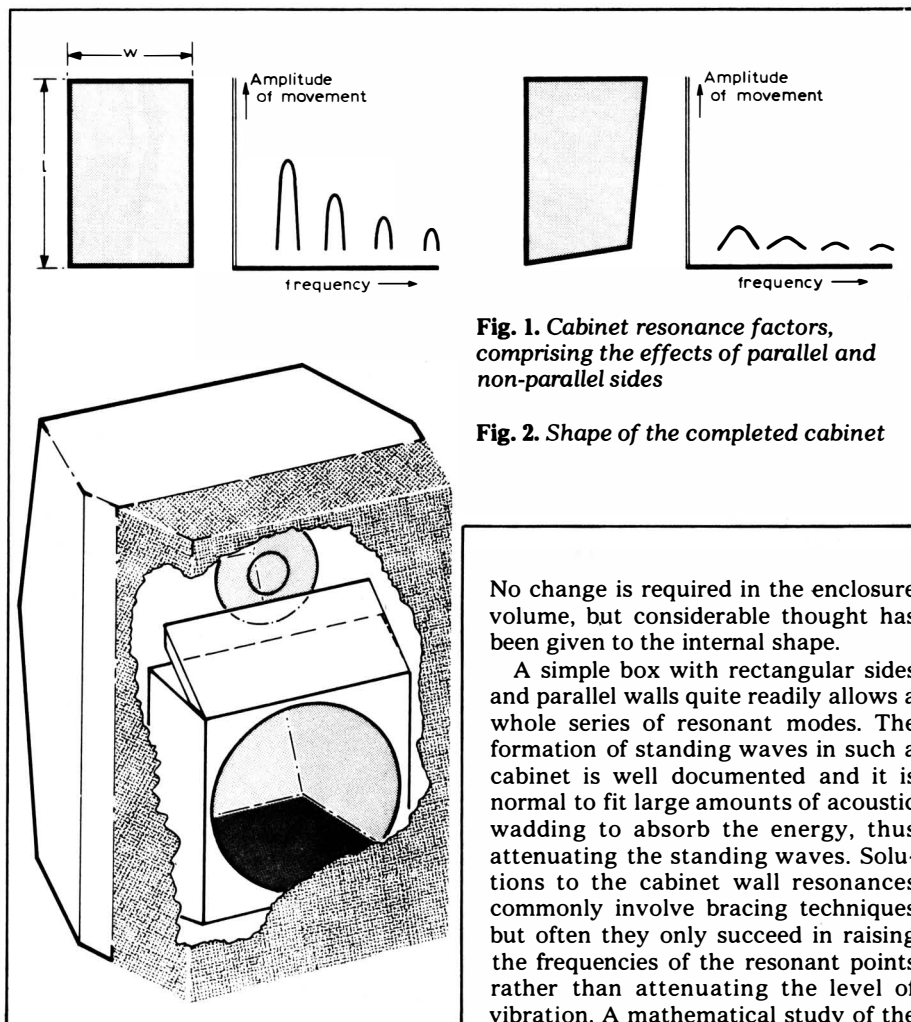 w
l
Amplitude
of movement
frequency
Amplitude
of movement
frequency
Fig. 1. Cabinet resonance factors,
comprising the effects of parallel and
non-parallel sides
Fig. 2. Shape of the completed cabinet
No change is required in the enclosure
volume, but considerable thought has
been given to the internal shape.
A simple box with rectangular sides
and parallel walls quite readily allows a
whole series of resonant modes. The
formation of standing waves in such a
cabinet is well documented and it is
normal to fit large amounts of acoustic
wadding to absorb the energy, thus
attenuating the standing waves. Solu-
tions to the cabinet wall resonances
commonly involve bracing techniques
but often they only succeed in raising
the frequencies of the resonant points
rather than attenuating the level of
vibration. A mathematical study of the